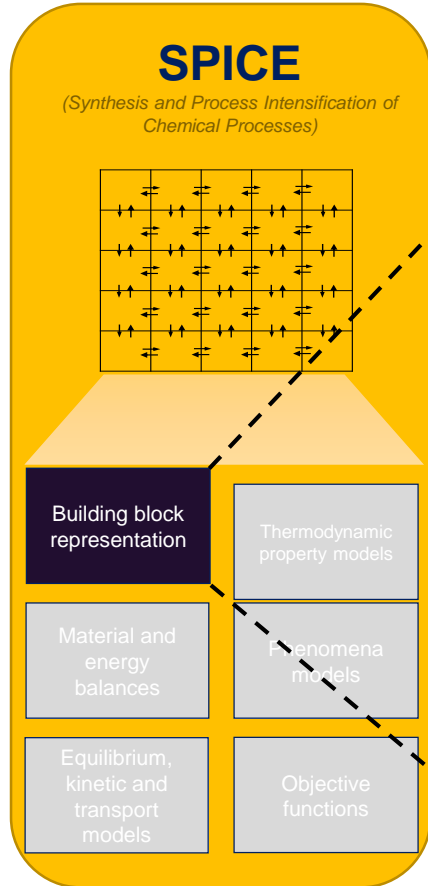 SPICE
(Synthesis and Process Intensification of
Chemical Processes)
Building block
representation
Thermodynamic
property models
Material and
energy
balances
Phenomena
models
Equilibrium,
kinetic and
transport
models
Objective
functions